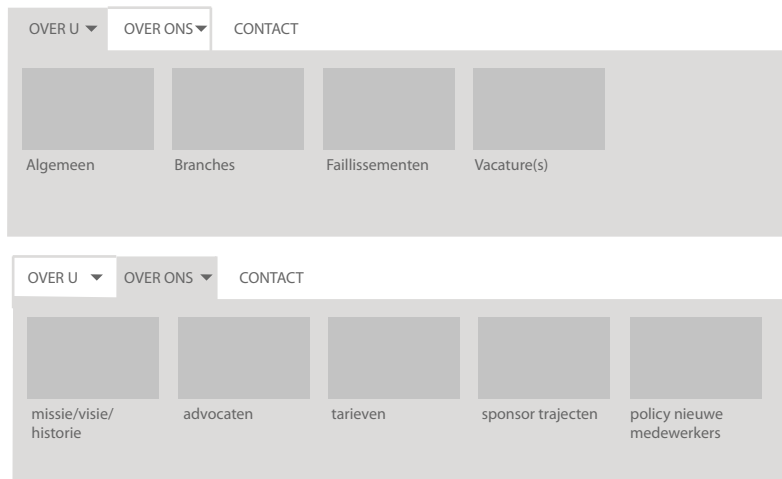 OVER U OVER ONS CONTACT
Algemeen Branches Faillissementen Vacature(s)
OVER U OVER ONS CONTACT
missie/visie/ advocaten tarieven sponsor trajecten policy nieuwe
historie medewerkers